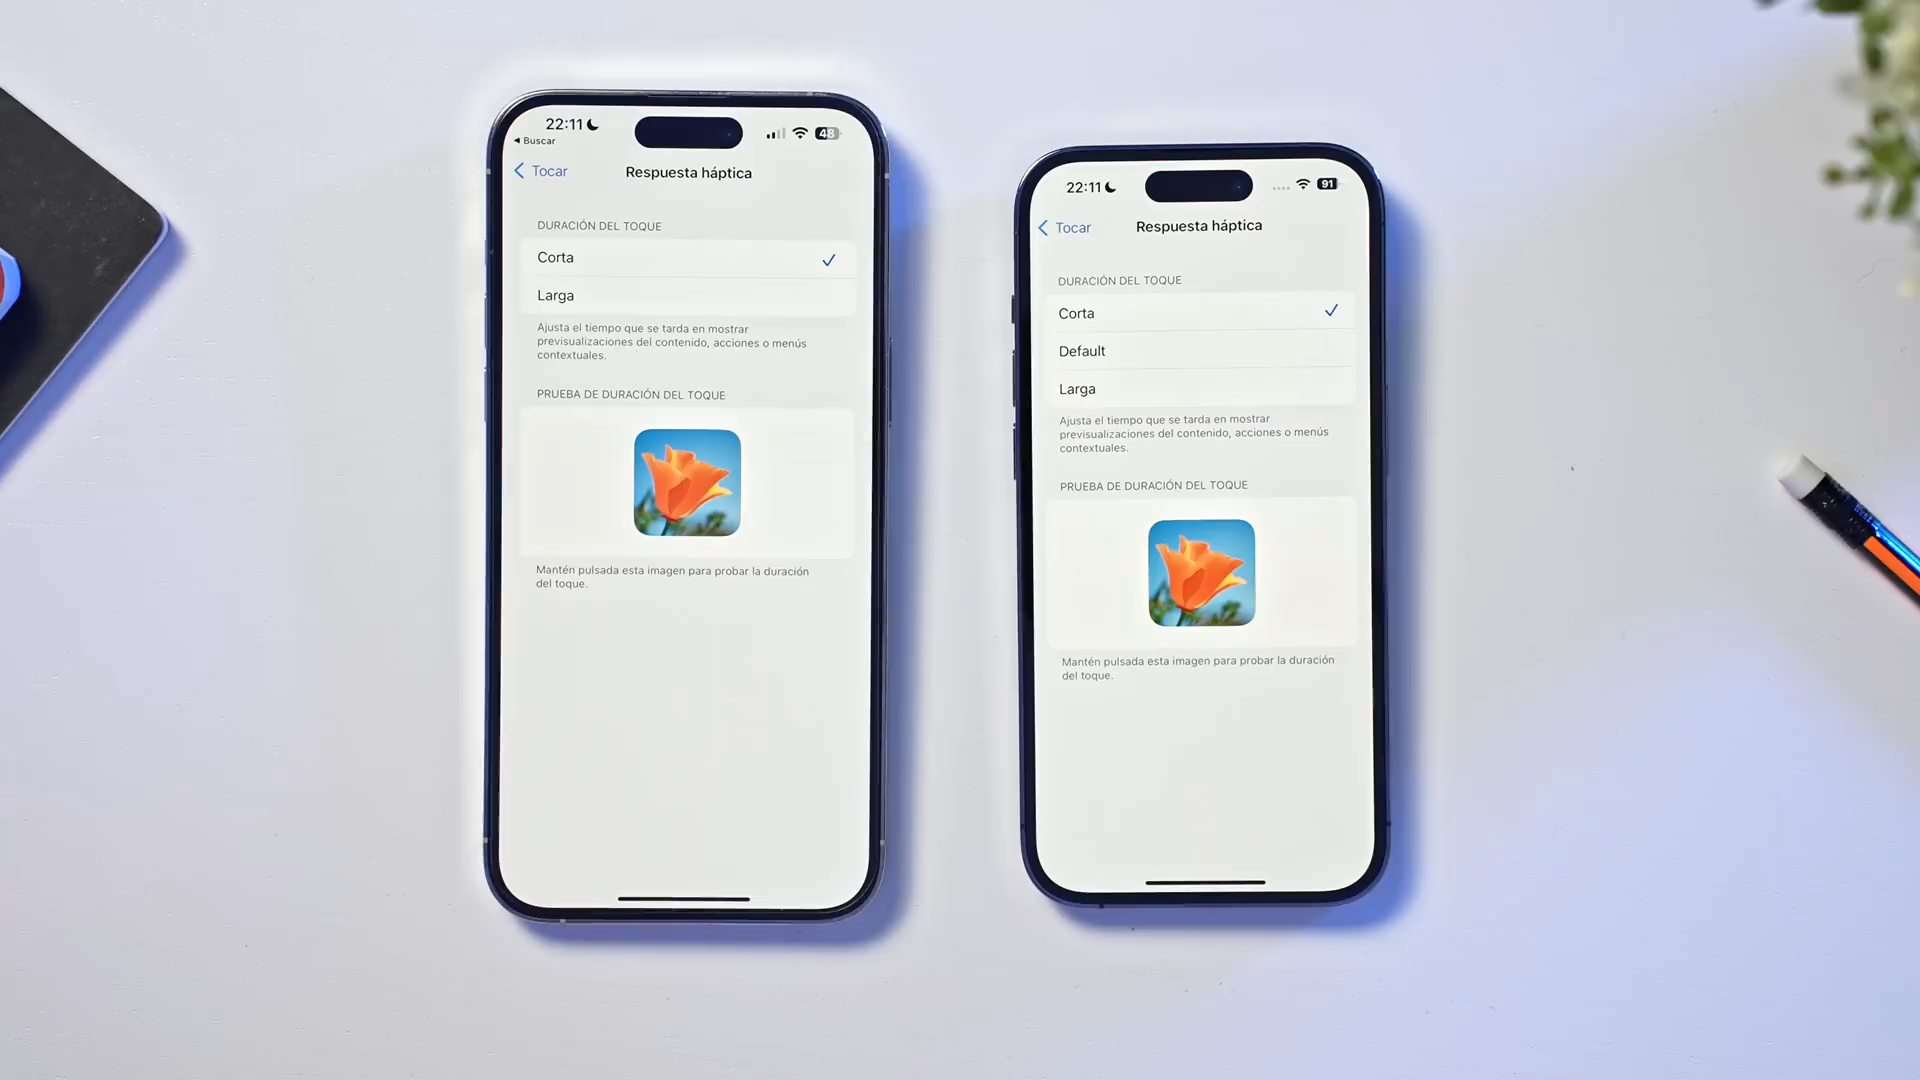 22:11
48
Buscar
Tocar
Respuesta háptica
DURACIÓN DEL TOQUE
Corta
Larga
Ajusta el tiempo que se tarda en mostrar
previsualizaciones del contenido, acciones o menús
contextuales.
PRUEBA DE DURACIÓN DEL TOQUE
Mantén pulsada esta imagen para probar la duración
del toque.
22:11
91
Tocar
Respuesta háptica
DURACIÓN DEL TOQUE
Corta
Default
Larga
Ajusta el tiempo que se tarda en mostrar
previsualizaciones del contenido, acciones o menús
contextuales.
PRUEBA DE DURACIÓN DEL TOQUE
Mantén pulsada esta imagen para probar la duración
del toque.